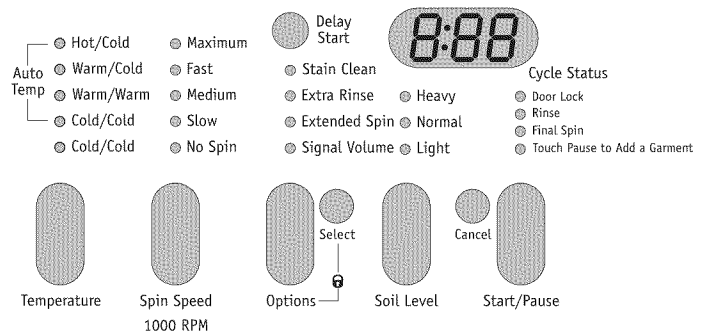 Auto
Temp
Hot/Cold
Warm/Cold
Warm/Warm
Cold/Cold
Cold/Cold
Maximum
Fast
Medium
Slow
No Spin
Delay
Start
Stain Clean
Extra Rinse
Extended Spin
Signal Volume
Heavy
Normal
Light
8:88
Cycle Status
Door Lock
Rinse
Final Spin
Touch Pause to Add a Garment
Select
Cancel
Temperature
Spin Speed
1000 RPM
Options
Soil Level
Start/Pause